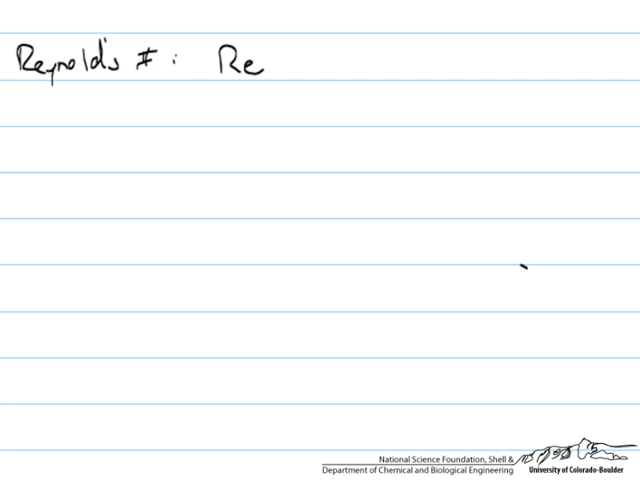 Reynold's # : Re
National Science Foundation, Shell &
Department of Chemical and Biological Engineering
University of Colorado-Boulder